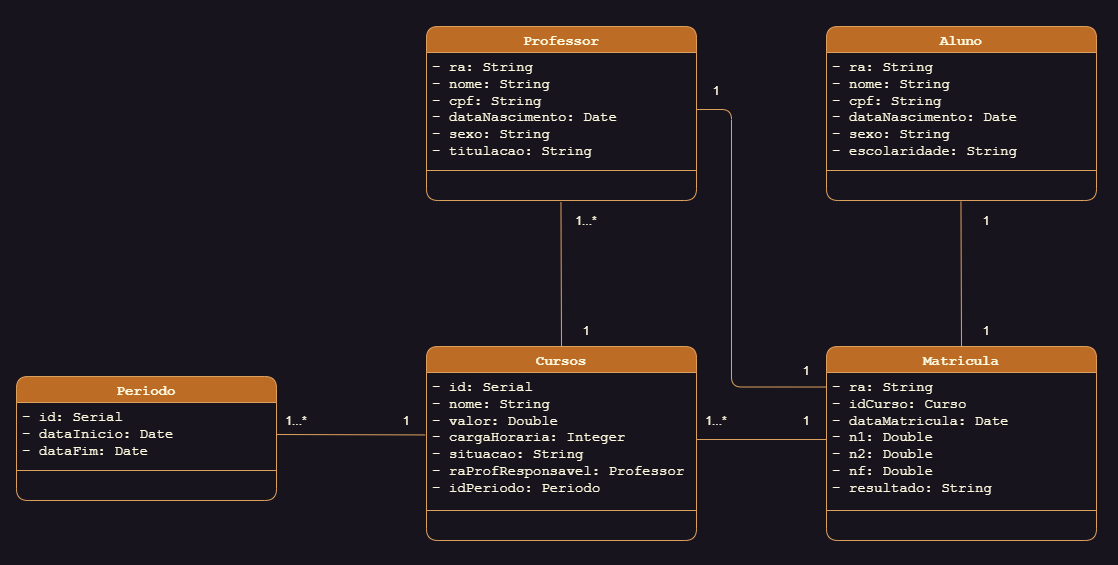 Professor
- ra: String
- nome: String
- cpf: String
- dataNascimento: Date
- sexo: String
- titulacao: String
1
1...*
1
Aluno
- ra: String
- nome: String
- cpf: String
- dataNascimento: Date
- sexo: String
- escolaridade: String
1
1
Periodo
- id: Serial
- dataInicio: Date
- dataFim: Date
1...*
1
Cursos
- id: Serial
- nome: String
- valor: Double
- cargaHoraria: Integer
- situacao: String
- raProfResponsavel: Professor
- idPeriodo: Periodo
1
1...*
1
Matricula
- ra: String
- idCurso: Curso
- dataMatricula: Date
- n1: Double
- n2: Double
- nf: Double
- resultado: String